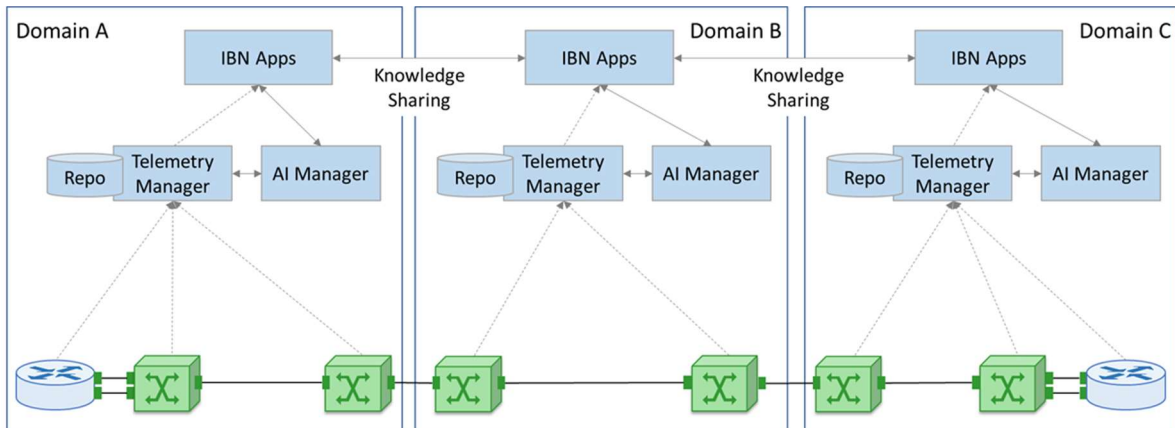 Domain A
Domain B
Domain C
IBN Apps
IBN Apps
IBN Apps
Knowledge
Sharing
Knowledge
Sharing
Repo
Telemetry
Manager
AI Manager
Repo
Telemetry
Manager
AI Manager
Repo
Telemetry
Manager
AI Manager